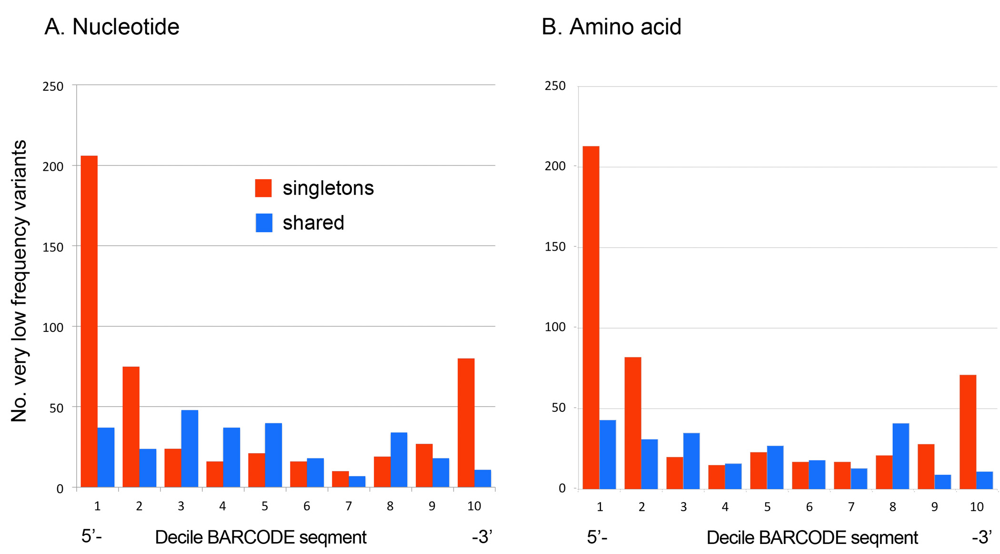 A. Nucleotide
B. Amino acid
No. very low frequency variants
250
200
150
100
50
0
singletons
shared
1 2 3 4 5 6 7 8 9 10
5’- Decile BARCODE seqment -3’
250
200
150
100
50
0
1 2 3 4 5 6 7 8 9 10
5’- Decile BARCODE seqment -3’